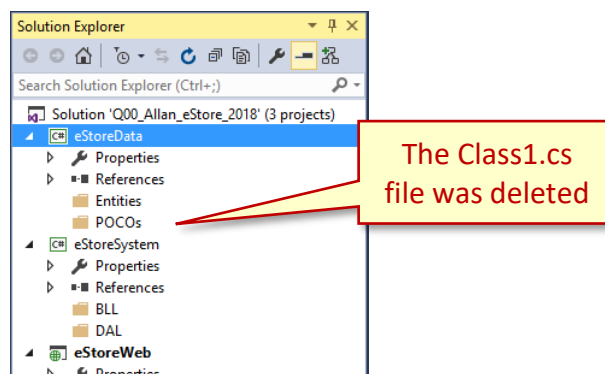 Solution Explorer
Search Solution Explorer (Ctrl+;)
Solution 'Q00_Allan_eStore_2018' (3 projects)
C# eStoreData
Properties
References
Entities
POCOs
The Class1.cs
file was deleted
C# eStoreSystem
Properties
References
BLL
DAL
eStoreWeb
Properties